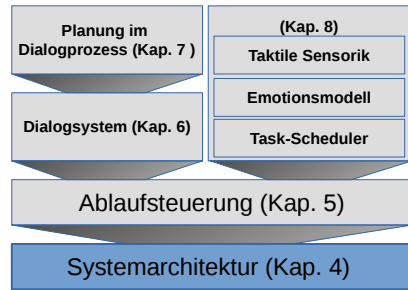 Planung im
Dialogprozess (Kap. 7 )
Dialogsystem (Kap. 6)
(Kap. 8)
Taktile Sensorik
Emotionsmodell
Task-Scheduler
Ablaufsteuerung (Kap. 5)
Systemarchitektur (Kap. 4)